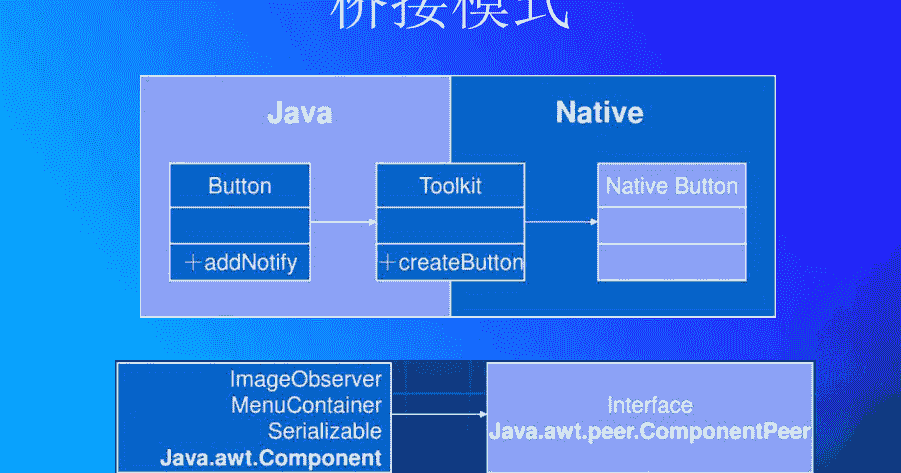 桥接模式
Java
Native
Button
Toolkit
Native Button
+addNotify
+createButton
ImageObserver
MenuContainer
Serializable
Java.awt.Component
Interface
Java.awt.peer.ComponentPeer